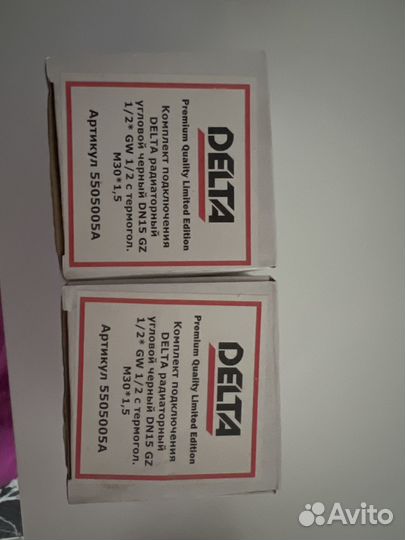 DELTA
Premium Quality Limited Edition
Комплект подключения
DELTA радиаторный
угловой черный DN15 GZ
1/2* GW 1/2 с термогол.
M30*1,5
Артикул 5505005A
DELTA
Premium Quality Limited Edition
Комплект подключения
DELTA радиаторный
угловой черный DN15 GZ
1/2* GW 1/2 с термогол.
M30*1,5
Артикул 5505005A
Avito